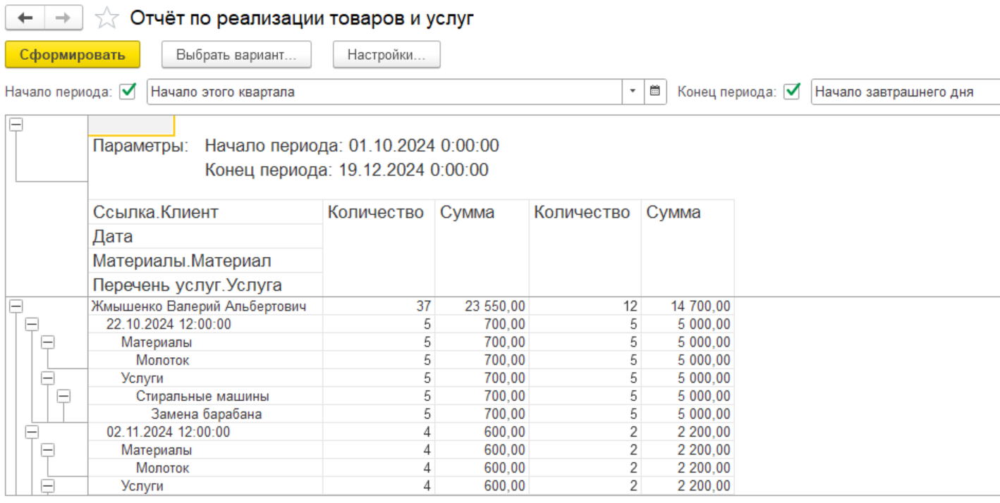 Отчёт по реализации товаров и услуг
Сформировать Выбрать вариант... Настройки...
Начало периода: Начало этого квартала Конец периода: Начало завтрашнего дня
Параметры: Начало периода: 01.10.2024 0:00:00
Конец периода: 19.12.2024 0:00:00
Ссылка.Клиент Количество Сумма Количество Сумма
Дата
Материалы.Материал
Перечень услуг.Услуга
Жмышенко Валерий Альбертович 37 23 550,00 12 14 700,00
22.10.2024 12:00:00 5 700,00 5 5 000,00
Материалы 5 700,00 5 5 000,00
Молоток 5 700,00 5 5 000,00
Услуги 5 700,00 5 5 000,00
Стиральные машины 5 700,00 5 5 000,00
Замена барабана 5 700,00 5 5 000,00
02.11.2024 12:00:00 4 600,00 2 2 200,00
Материалы 4 600,00 2 2 200,00
Молоток 4 600,00 2 2 200,00
Услуги 4 600,00 2 2 200,00